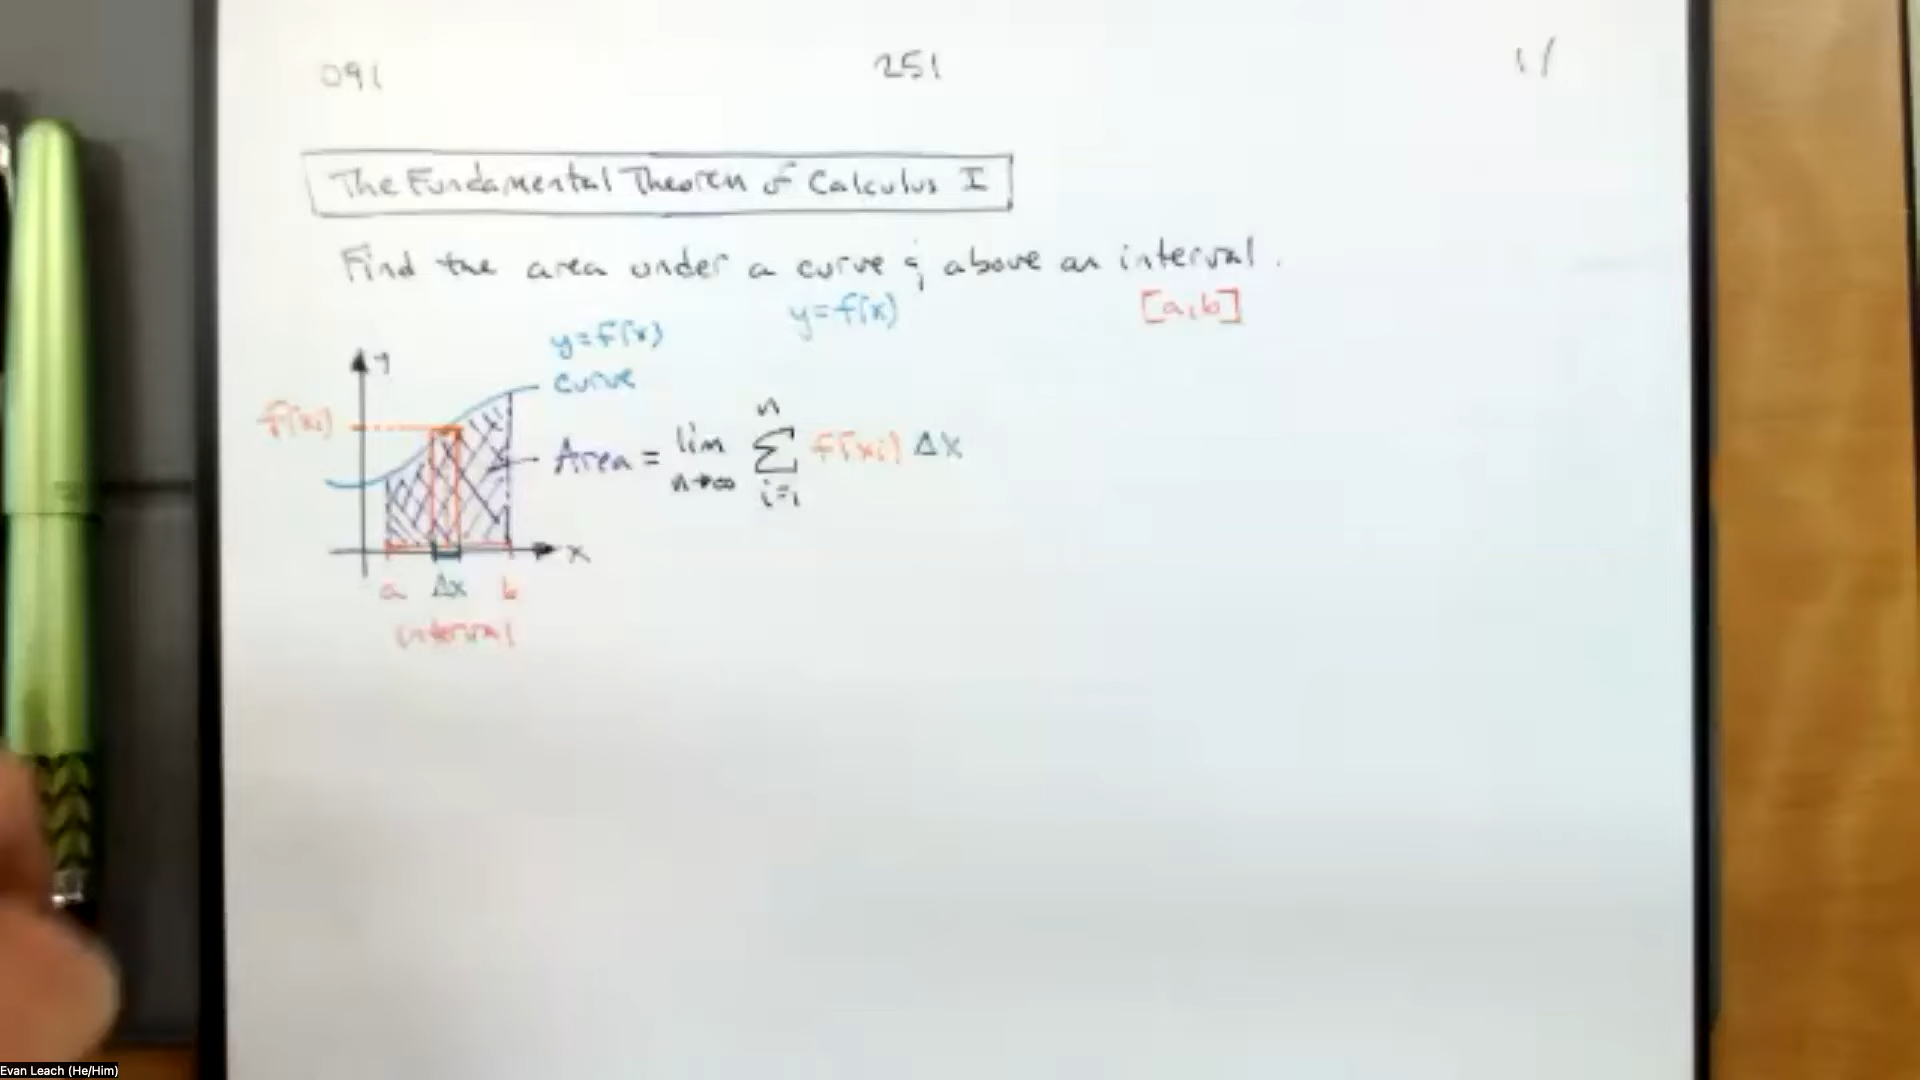 091 251 1/
The Fundamental Theorem of Calculus I
Find the area under a curve & above an interval.
y=f(x) [a,b]
y=f(x)
curve
y
f(xi)
Area = lim n→∞ n Σ i=1 f(xi) Δx
x
a Δx b
interval
Evan Leach (He/Him)